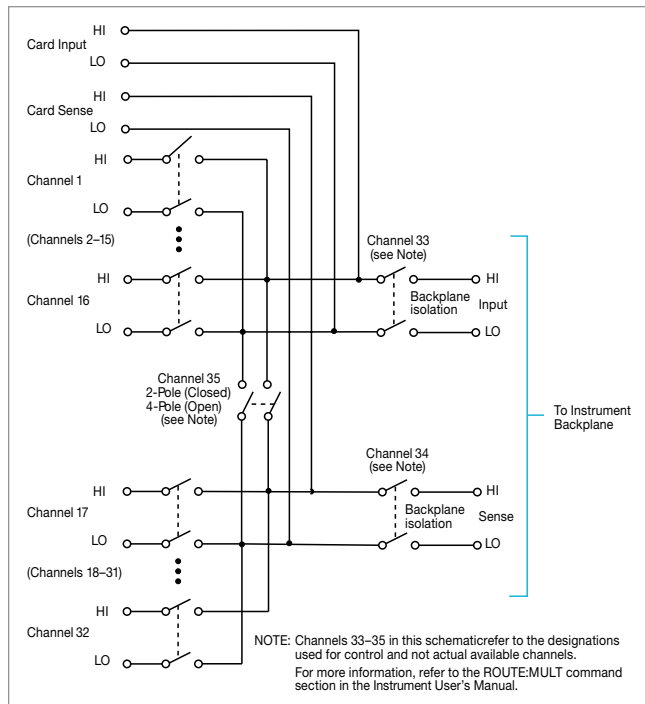 Card Input
HI
LO
Card Sense
HI
LO
Channel 1
HI
LO
(Channels 2–15)
Channel 33
(see Note)
Channel 16
HI
LO
Backplane
isolation
HI
Input
LO
Channel 35
2-Pole (Closed)
4-Pole (Open)
(see Note)
To Instrument
Backplane
Channel 34
(see Note)
Channel 17
HI
LO
Backplane
isolation
HI
Sense
LO
(Channels 18–31)
Channel 32
HI
LO
NOTE: Channels 33–35 in this schematicrefer to the designations
used for control and not actual available channels.
For more information, refer to the ROUTE:MULT command
section in the Instrument User's Manual.